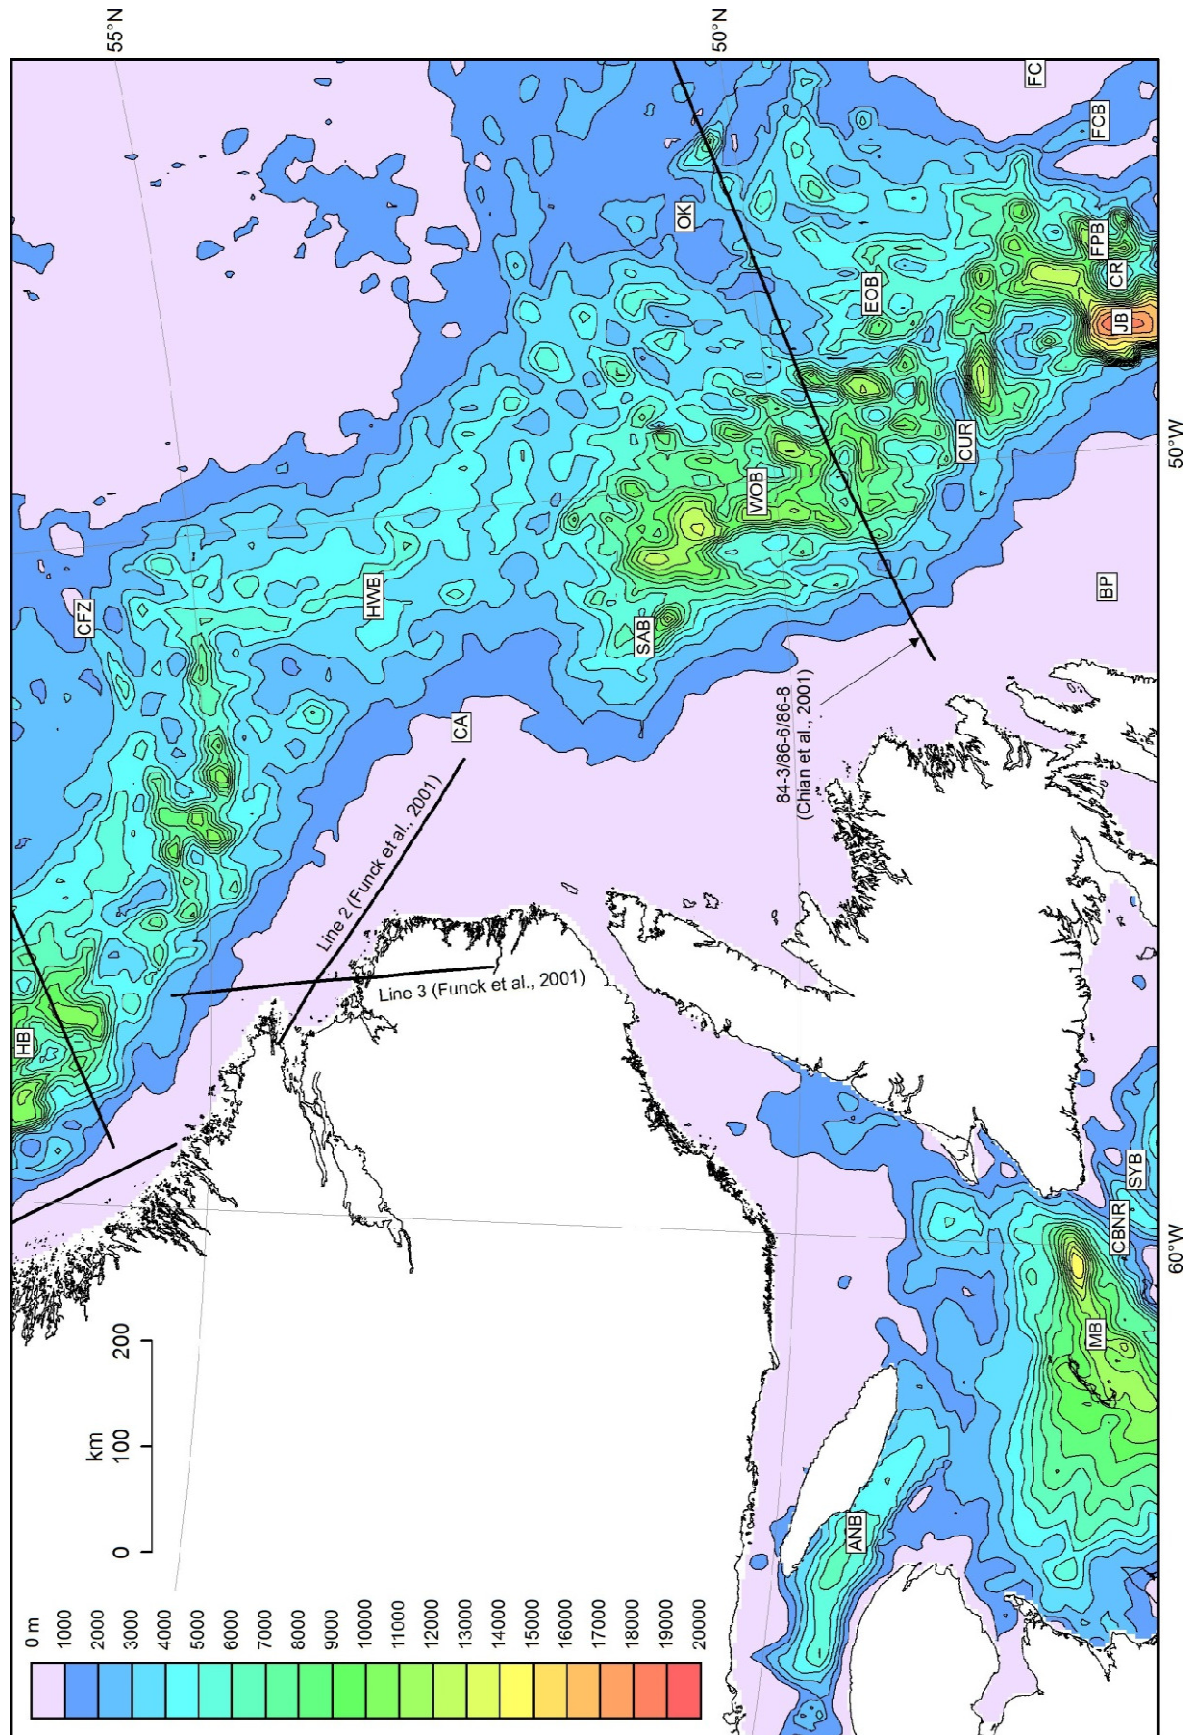 55°N
50°N
FC
FCB
OK
FPB
EOB
CR
JB
CUR
50°W
WOB
CFZ
HWB
BP
SAB
CA
84-3/86-6/86-8
(Chian et al., 2001)
Line 2 (Funck et al., 2001)
Line 3 (Funck et al., 2001)
HB
SYB
CBNR
60°W
MB
ANB
km
0
100
200
0 m
1000
2000
3000
4000
5000
6000
7000
8000
9000
10000
11000
12000
13000
14000
15000
16000
17000
18000
19000
20000